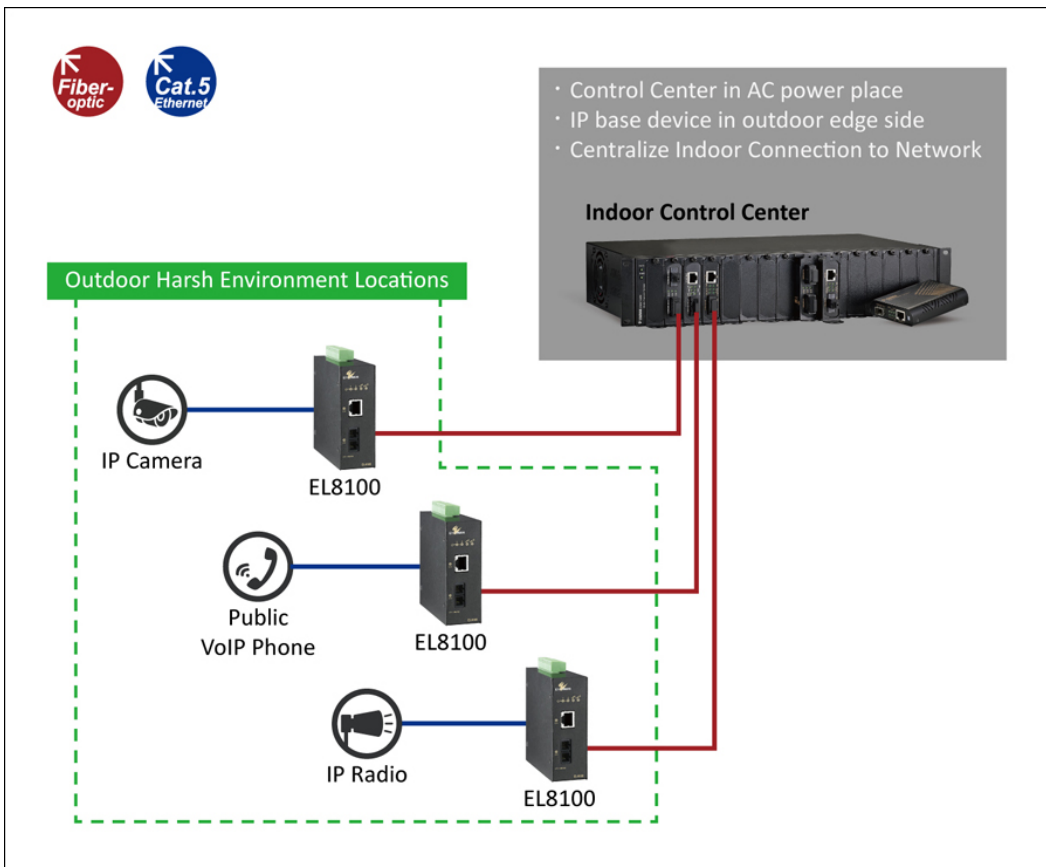 Fiber-
optic
Cat.5
Ethernet
· Control Center in AC power place
· IP base device in outdoor edge side
· Centralize Indoor Connection to Network
Indoor Control Center
Outdoor Harsh Environment Locations
IP Camera
EL8100
Public
VoIP Phone
EL8100
IP Radio
EL8100